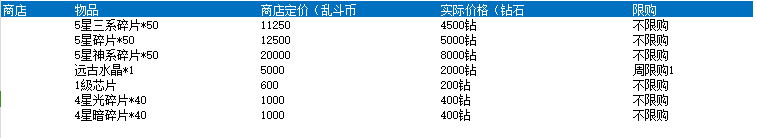 商店 物品 商店定价（乱斗币 实际价格（钻石 限购
5星三系碎片*50 11250 4500钻 不限购
5星碎片*50 12500 5000钻 不限购
5星神系碎片*50 20000 8000钻 不限购
远古水晶*1 5000 2000钻 周限购1
1级芯片 600 200钻 不限购
4星光碎片*40 1000 400钻 不限购
4星暗碎片*40 1000 400钻 不限购